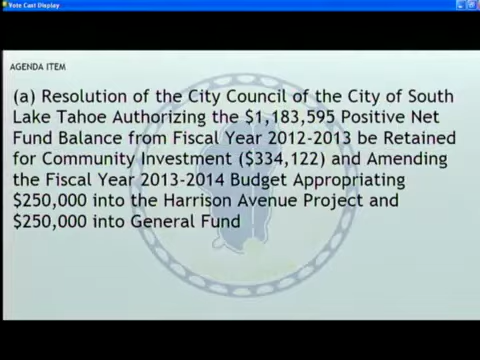 Vote Cast Display
AGENDA ITEM
(a) Resolution of the City Council of the City of South
Lake Tahoe Authorizing the $1,183,595 Positive Net
Fund Balance from Fiscal Year 2012-2013 be Retained
for Community Investment ($334,122) and Amending
the Fiscal Year 2013-2014 Budget Appropriating
$250,000 into the Harrison Avenue Project and
$250,000 into General Fund